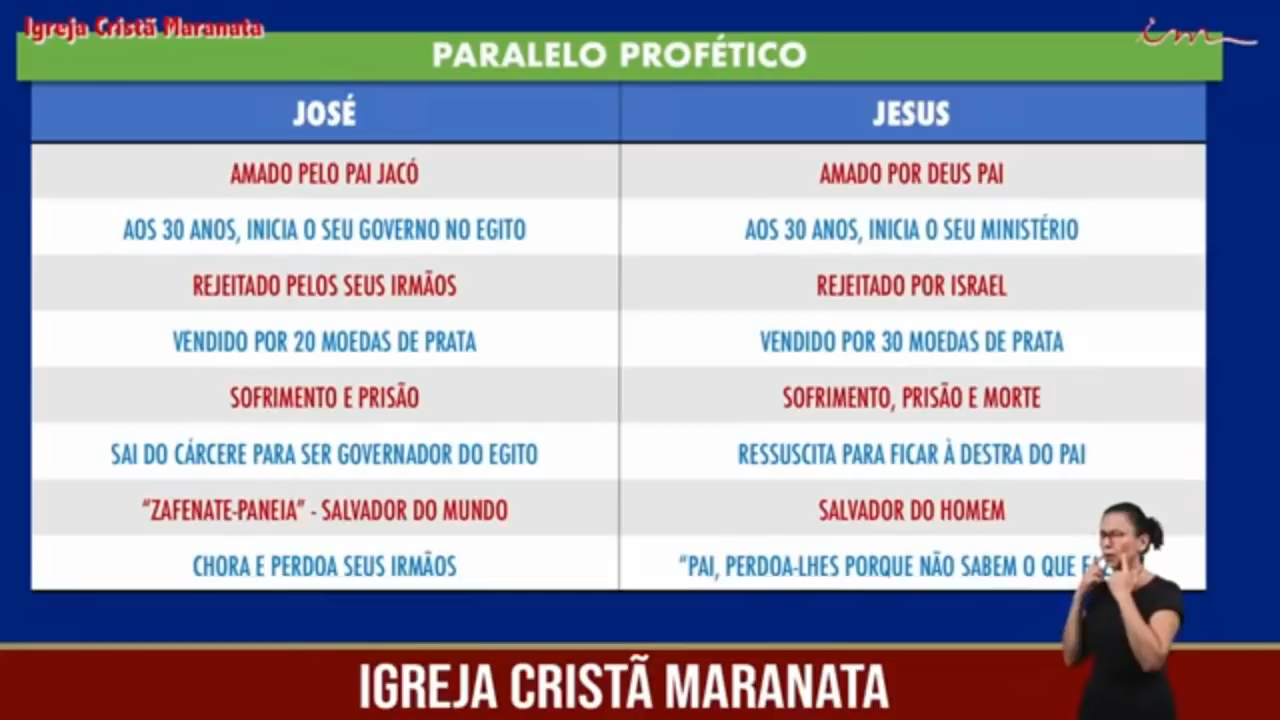 Igreja Cristã Maranata
PARALELO PROFÉTICO
JOSÉ
JESUS
AMADO PELO PAI JACÓ
AMADO POR DEUS PAI
AOS 30 ANOS, INICIA O SEU GOVERNO NO EGITO
AOS 30 ANOS, INICIA O SEU MINISTÉRIO
REJEITADO PELOS SEUS IRMÃOS
REJEITADO POR ISRAEL
VENDIDO POR 20 MOEDAS DE PRATA
VENDIDO POR 30 MOEDAS DE PRATA
SOFRIMENTO E PRISÃO
SOFRIMENTO, PRISÃO E MORTE
SAI DO CÁRCERE PARA SER GOVERNADOR DO EGITO
RESSUSCITA PARA FICAR À DESTRA DO PAI
“ZAFENATE-PANEIA” - SALVADOR DO MUNDO
SALVADOR DO HOMEM
CHORA E PERDOA SEUS IRMÃOS
“PAI, PERDOA-LHES PORQUE NÃO SABEM O QUE
IGREJA CRISTÃ MARANATA